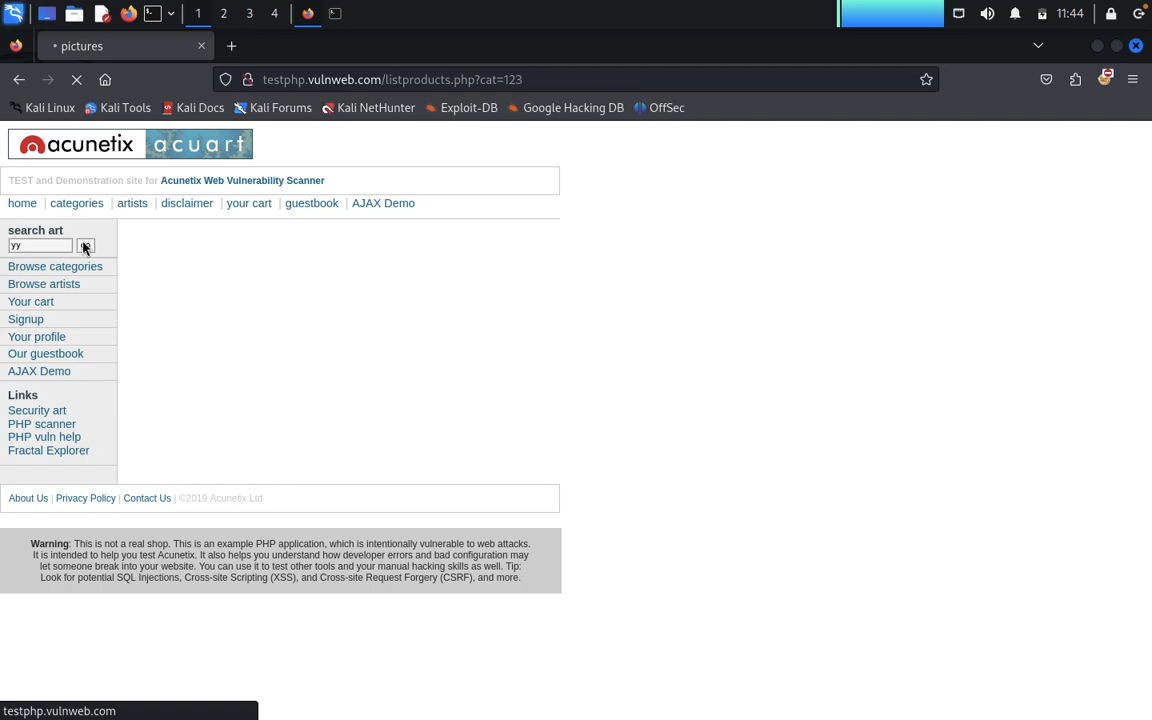 1 2 3 4 11:44
pictures
testphp.vulnweb.com/listproducts.php?cat=123
Kali Linux Kali Tools Kali Docs Kali Forums Kali NetHunter Exploit-DB Google Hacking DB OffSec
acunetix acuart
TEST and Demonstration site for Acunetix Web Vulnerability Scanner
home | categories | artists | disclaimer | your cart | guestbook | AJAX Demo
search art
yy
Browse categories
Browse artists
Your cart
Signup
Your profile
Our guestbook
AJAX Demo
Links
Security art
PHP scanner
PHP vuln help
Fractal Explorer
About Us | Privacy Policy | Contact Us | ©2019 Acunetix Ltd
Warning: This is not a real shop. This is an example PHP application, which is intentionally vulnerable to web attacks.
It is intended to help you test Acunetix. It also helps you understand how developer errors and bad configuration may
let someone break into your website. You can use it to test other tools and your manual hacking skills as well. Tip:
Look for potential SQL Injections, Cross-site Scripting (XSS), and Cross-site Request Forgery (CSRF), and more.
testphp.vulnweb.com